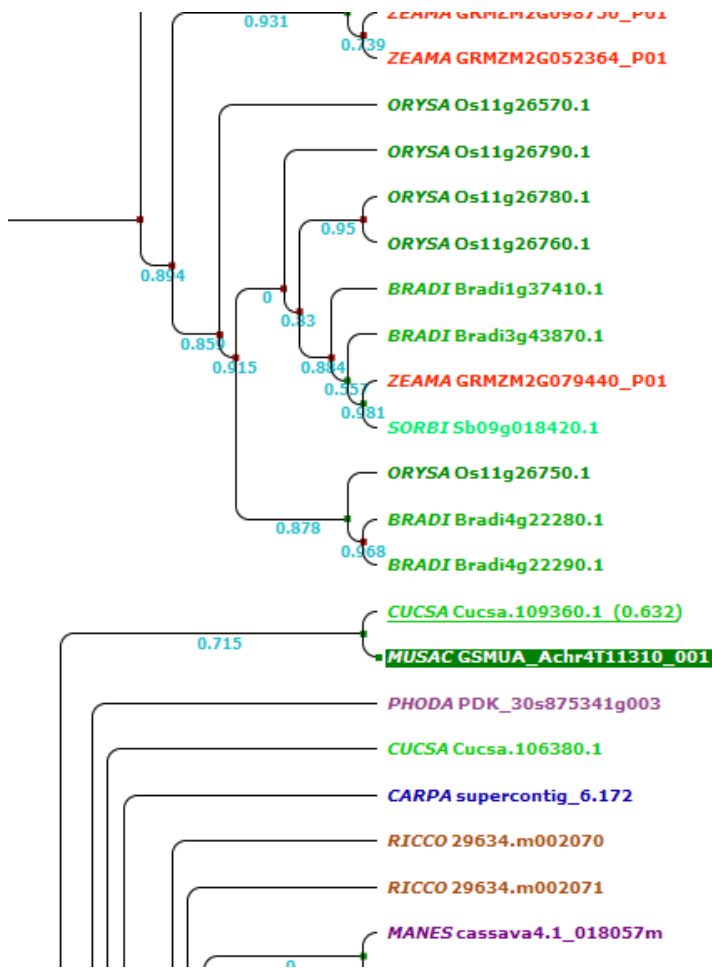 ZEAMA GRMZM2G098750_P01
0.931
0.739
ZEAMA GRMZM2G052364_P01
ORYSA Os11g26570.1
ORYSA Os11g26790.1
ORYSA Os11g26780.1
0.95
ORYSA Os11g26760.1
0.894
BRADI Bradi1g37410.1
0
0.83
BRADI Bradi3g43870.1
0.859
0.915
0.884
ZEAMA GRMZM2G079440_P01
0.557
0.981
SORBI Sb09g018420.1
ORYSA Os11g26750.1
BRADI Bradi4g22280.1
0.878
0.968
BRADI Bradi4g22290.1
CUCSA Cucsa.109360.1 (0.632)
0.715
MUSAC GSMUA_Achr4T11310_001
PHODA PDK_30s875341g003
CUCSA Cucsa.106380.1
CARPA supercontig_6.172
RICCO 29634.m002070
RICCO 29634.m002071
MANES cassava4.1_018057m
0